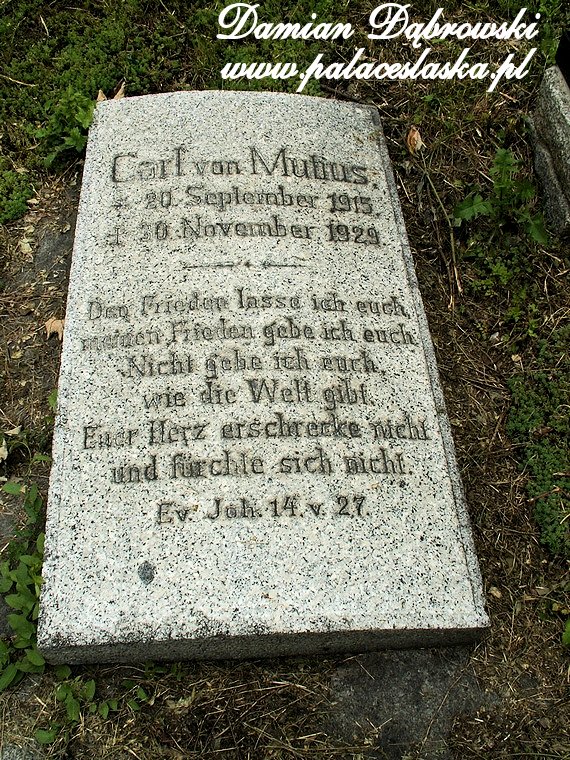 Damian Dąbrowski
www.palaceslaska.pl
Carl von Mutius.
* 20. September 1915.
† 30. November 1929.
Den Frieden lasse ich euch,
meinen Frieden gebe ich euch.
Nicht gebe ich euch,
wie die Welt gibt.
Euer Herz erschrecke nicht
und fürchte sich nicht.
Ev. Joh. 14. v. 27.